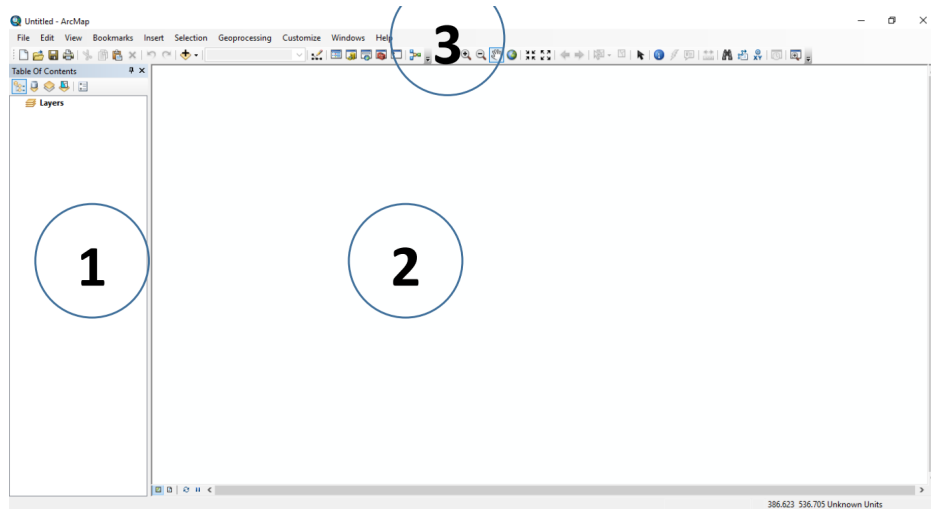 Untitled - ArcMap
File Edit View Bookmarks Insert Selection Geoprocessing Customize Windows Help
3
Table Of Contents
Layers
1
2
386.623 536.705 Unknown Units